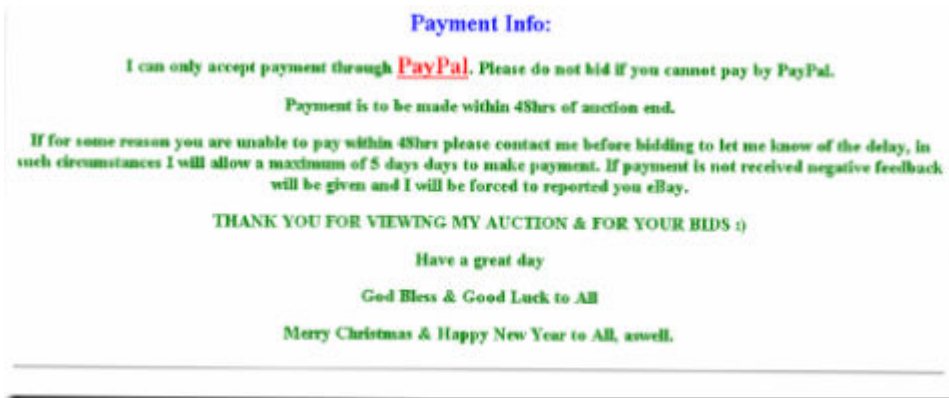 Payment Info:
I can only accept payment through PayPal. Please do not bid if you cannot pay by PayPal.
Payment is to be made within 48hrs of auction end.
If for some reason you are unable to pay within 48hrs please contact me before bidding to let me know of the delay, in
such circumstances I will allow a maximum of 5 days days to make payment. If payment is not received negative feedback
will be given and I will be forced to reported you eBay.
THANK YOU FOR VIEWING MY AUCTION & FOR YOUR BIDS :)
Have a great day
God Bless & Good Luck to All
Merry Christmas & Happy New Year to All, aswell.